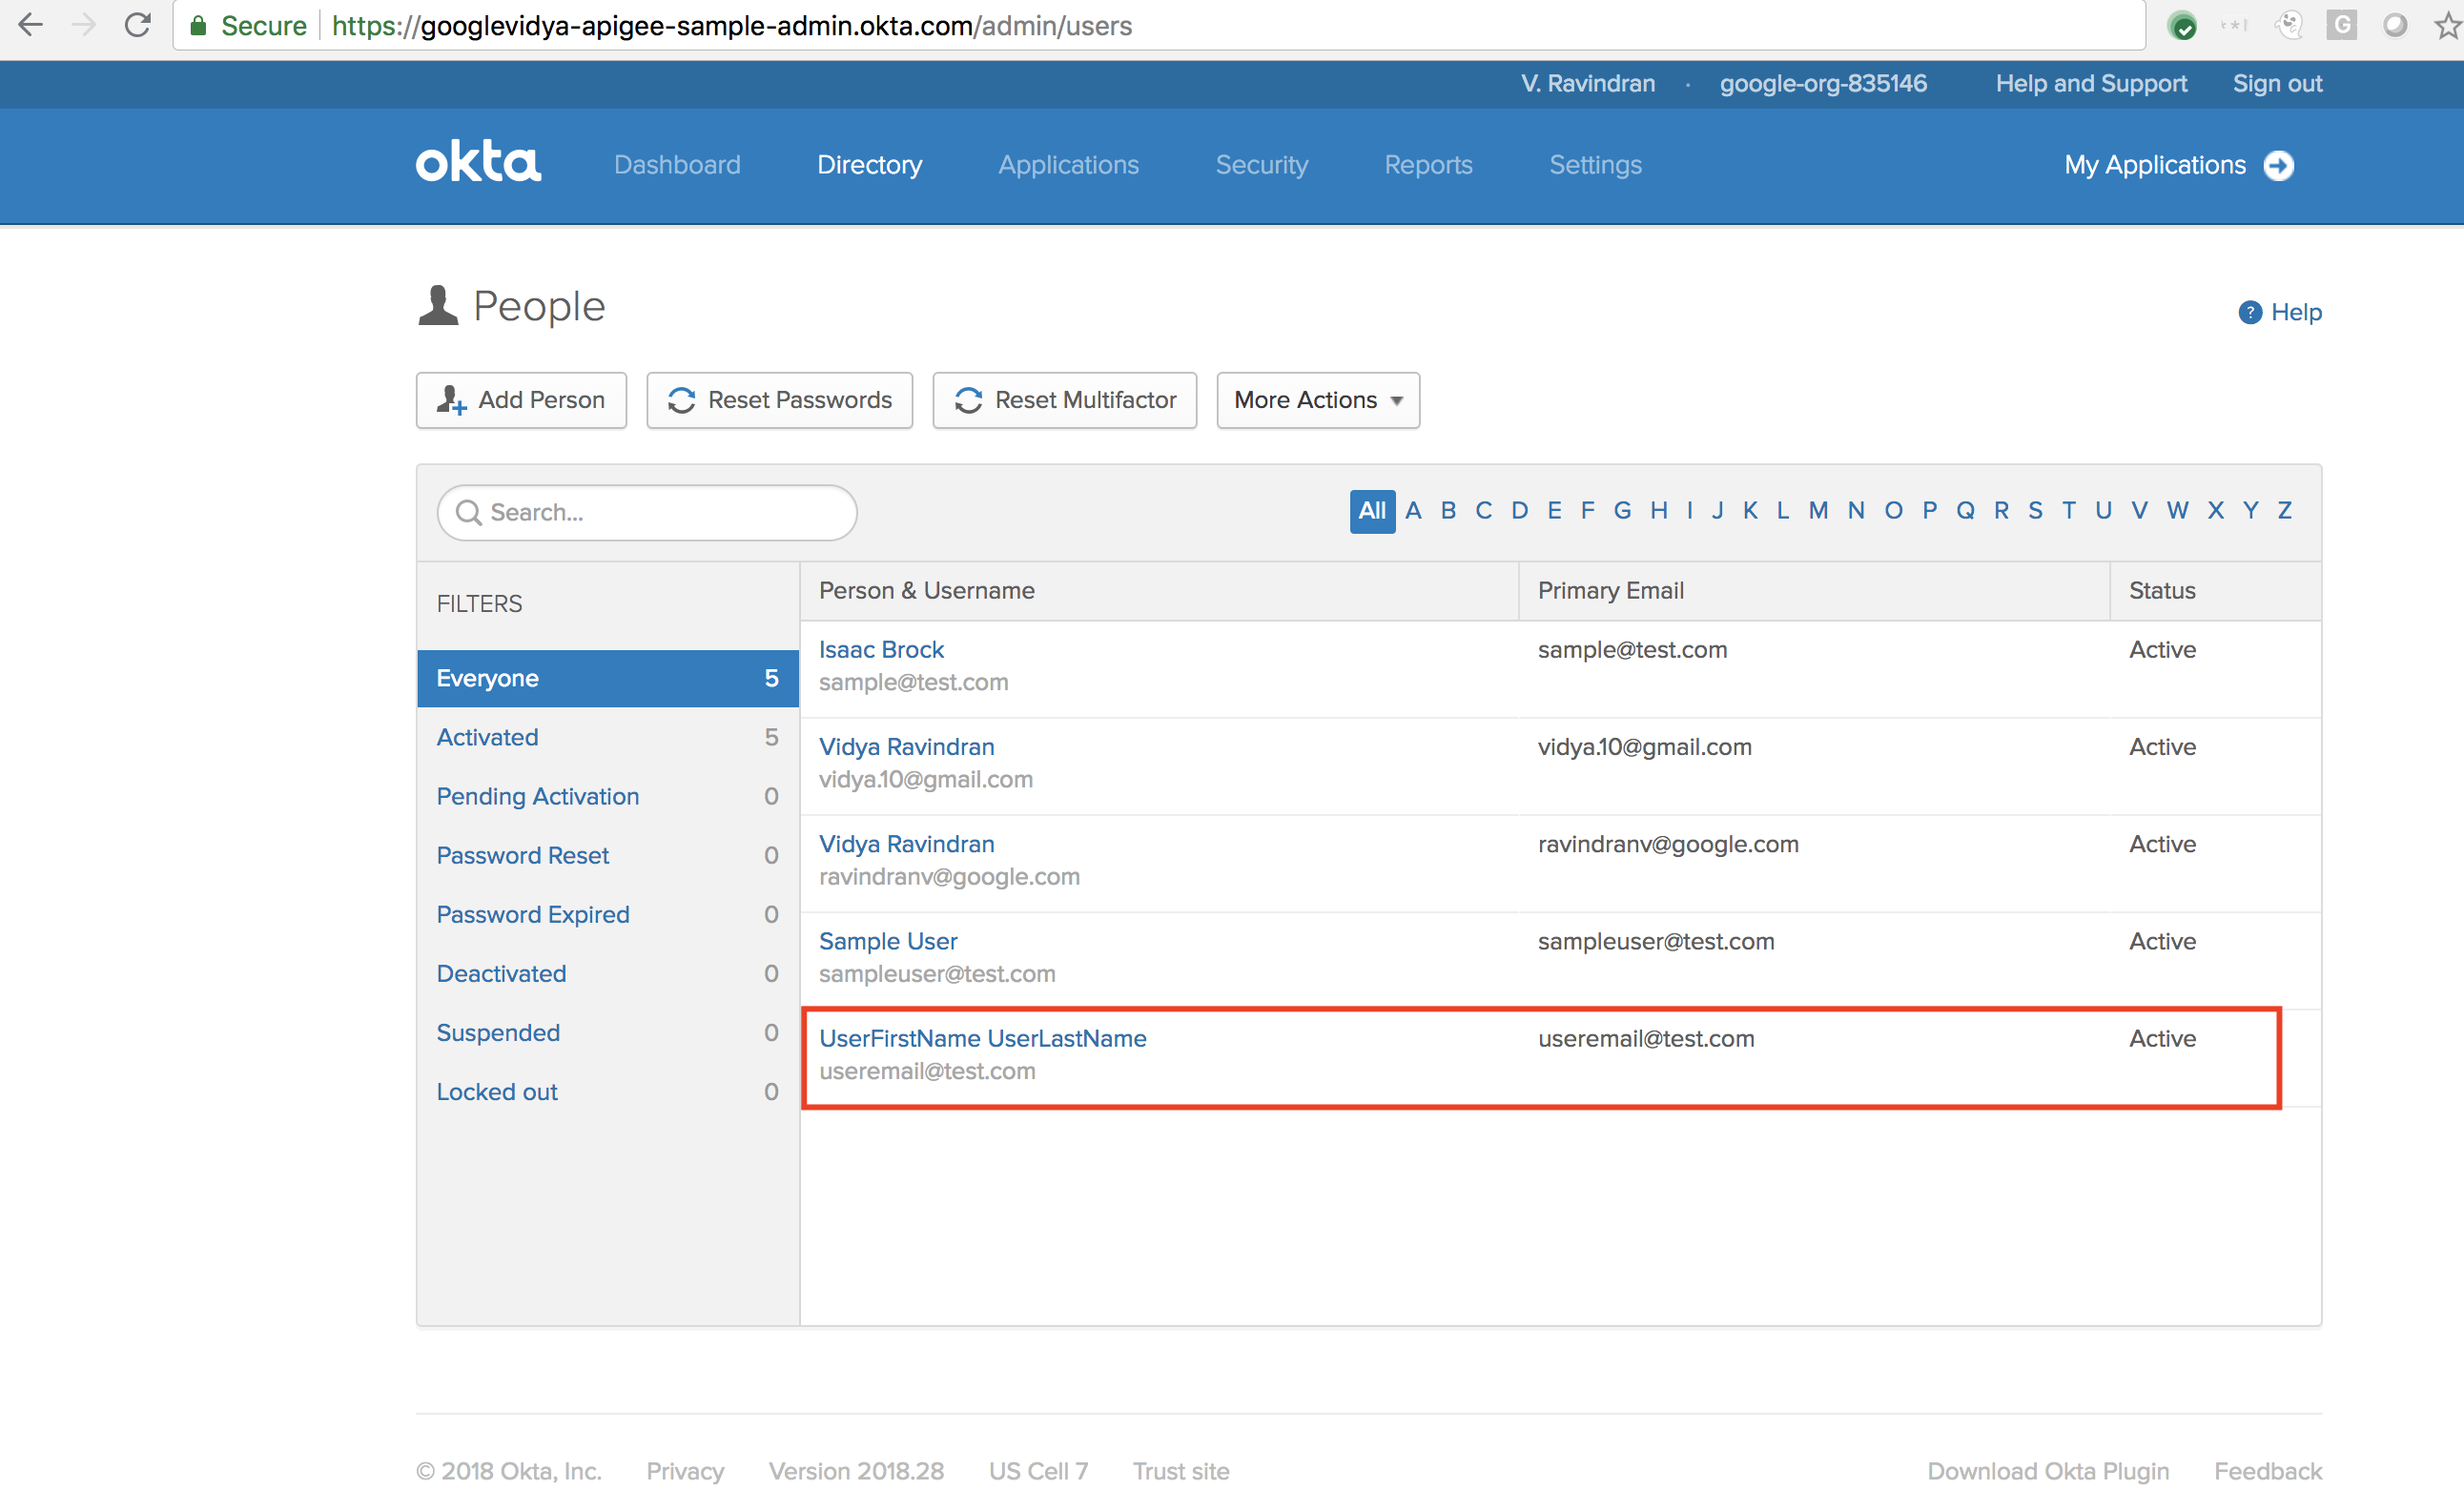 Secure https://googlevidya-apigee-sample-admin.okta.com/admin/users
V. Ravindran · google-org-835146 Help and Support Sign out
okta Dashboard Directory Applications Security Reports Settings My Applications
People
Help
Add Person Reset Passwords Reset Multifactor More Actions
Search...
All A B C D E F G H I J K L M N O P Q R S T U V W X Y Z
FILTERS
Everyone 5
Activated 5
Pending Activation 0
Password Reset 0
Password Expired 0
Deactivated 0
Suspended 0
Locked out 0
Person & Username Primary Email Status
Isaac Brock sample@test.com Active
sample@test.com
Vidya Ravindran vidya.10@gmail.com Active
vidya.10@gmail.com
Vidya Ravindran ravindranv@google.com Active
ravindranv@google.com
Sample User sampleuser@test.com Active
sampleuser@test.com
UserFirstName UserLastName useremail@test.com Active
useremail@test.com
© 2018 Okta, Inc. Privacy Version 2018.28 US Cell 7 Trust site Download Okta Plugin Feedback